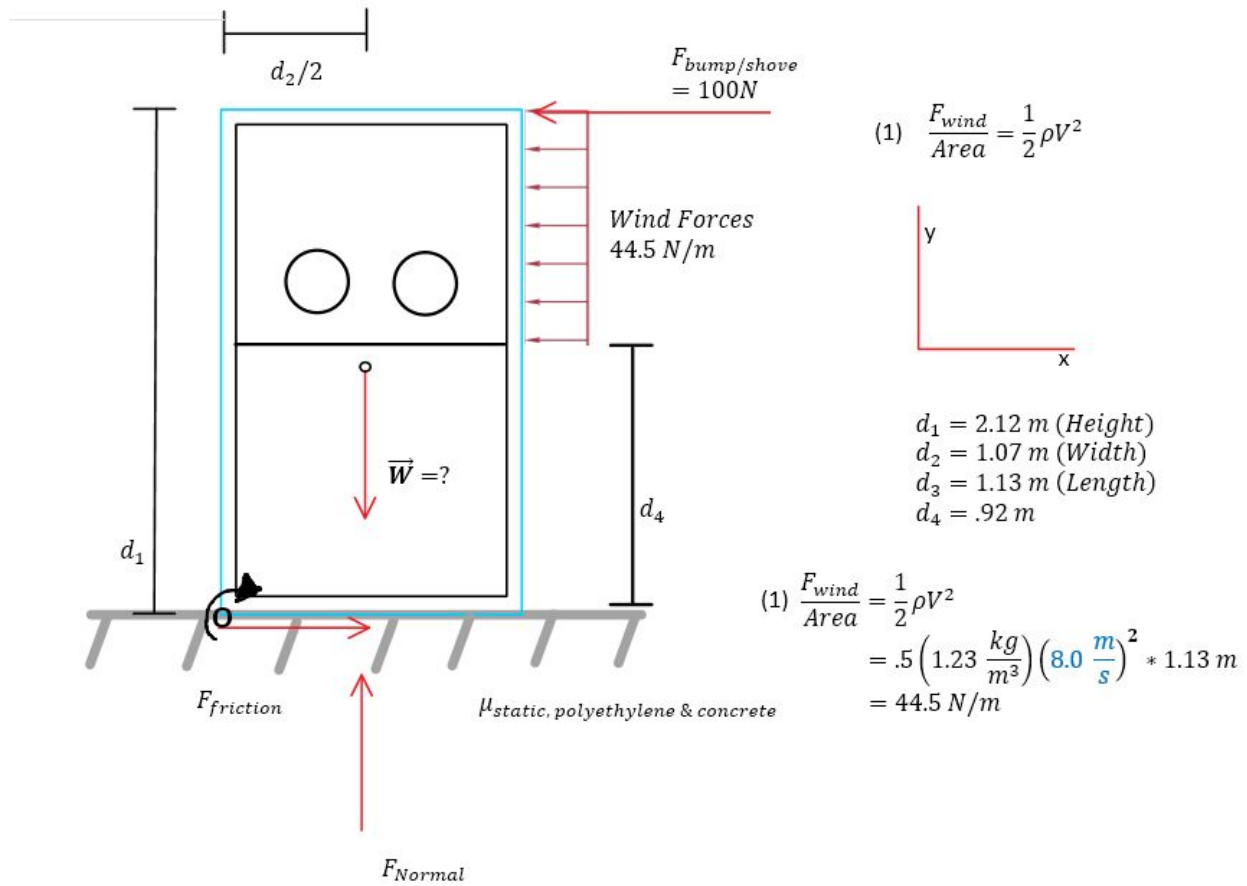 d₂/2
F_bump/shove
= 100N
(1) F_wind/Area = 1/2 ρV²
Wind Forces
44.5 N/m
y
x
W⃗ =?
d₁
d₄
d₁ = 2.12 m (Height)
d₂ = 1.07 m (Width)
d₃ = 1.13 m (Length)
d₄ = .92 m
O
F_friction
μ_static, polyethylene & concrete
F_Normal
(1) F_wind/Area = 1/2 ρV²
= .5 (1.23 kg/m³) (8.0 m/s)² * 1.13 m
= 44.5 N/m